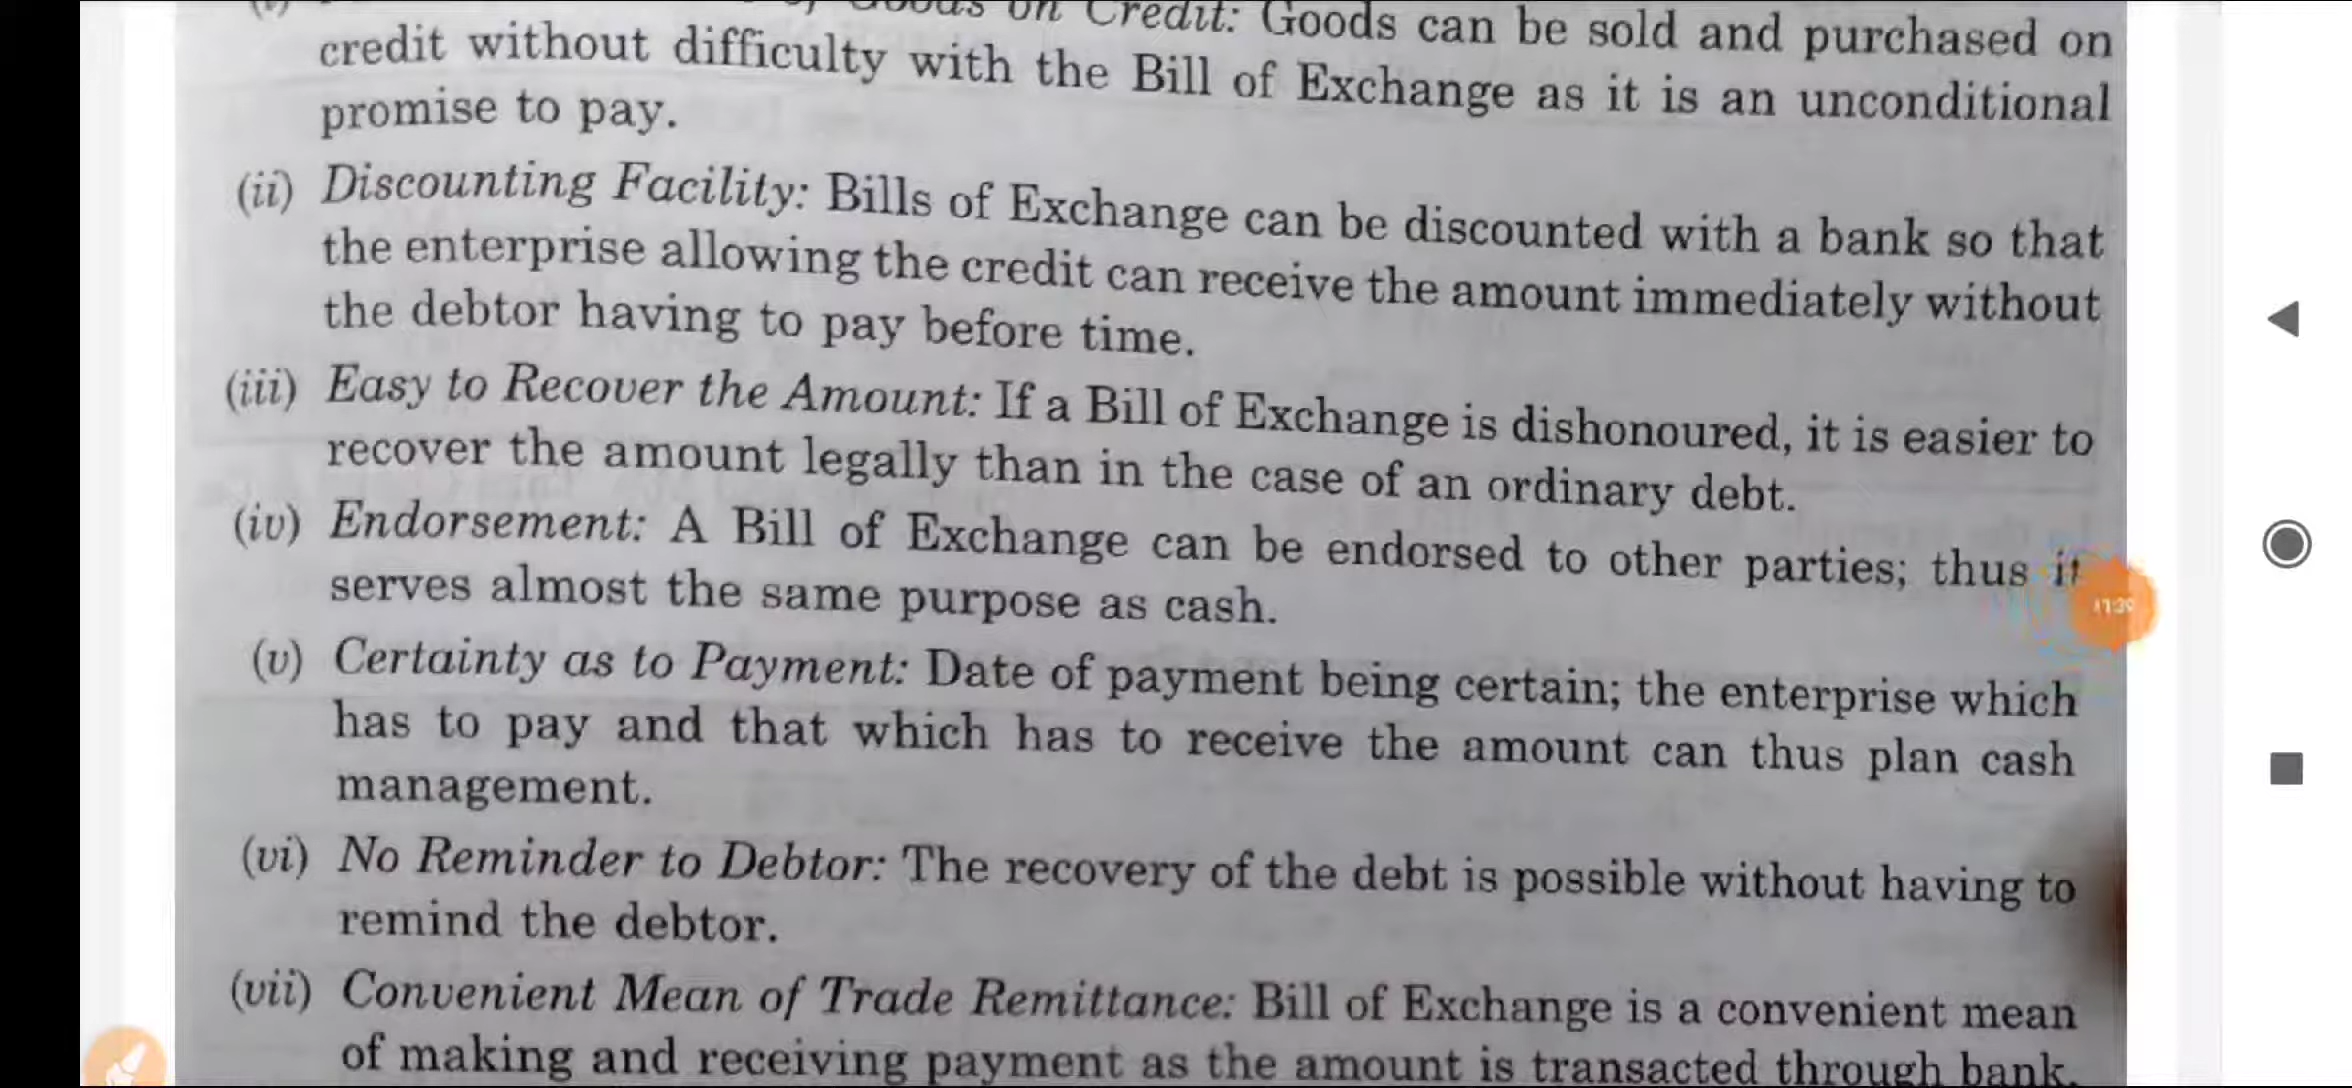 Goods on Credit: Goods can be sold and purchased on
credit without difficulty with the Bill of Exchange as it is an unconditional
promise to pay.
(ii) Discounting Facility: Bills of Exchange can be discounted with a bank so that
the enterprise allowing the credit can receive the amount immediately without
the debtor having to pay before time.
(iii) Easy to Recover the Amount: If a Bill of Exchange is dishonoured, it is easier to
recover the amount legally than in the case of an ordinary debt.
(iv) Endorsement: A Bill of Exchange can be endorsed to other parties; thus it
serves almost the same purpose as cash.
(v) Certainty as to Payment: Date of payment being certain; the enterprise which
has to pay and that which has to receive the amount can thus plan cash
management.
(vi) No Reminder to Debtor: The recovery of the debt is possible without having to
remind the debtor.
(vii) Convenient Mean of Trade Remittance: Bill of Exchange is a convenient mean
of making and receiving payment as the amount is transacted through bank.